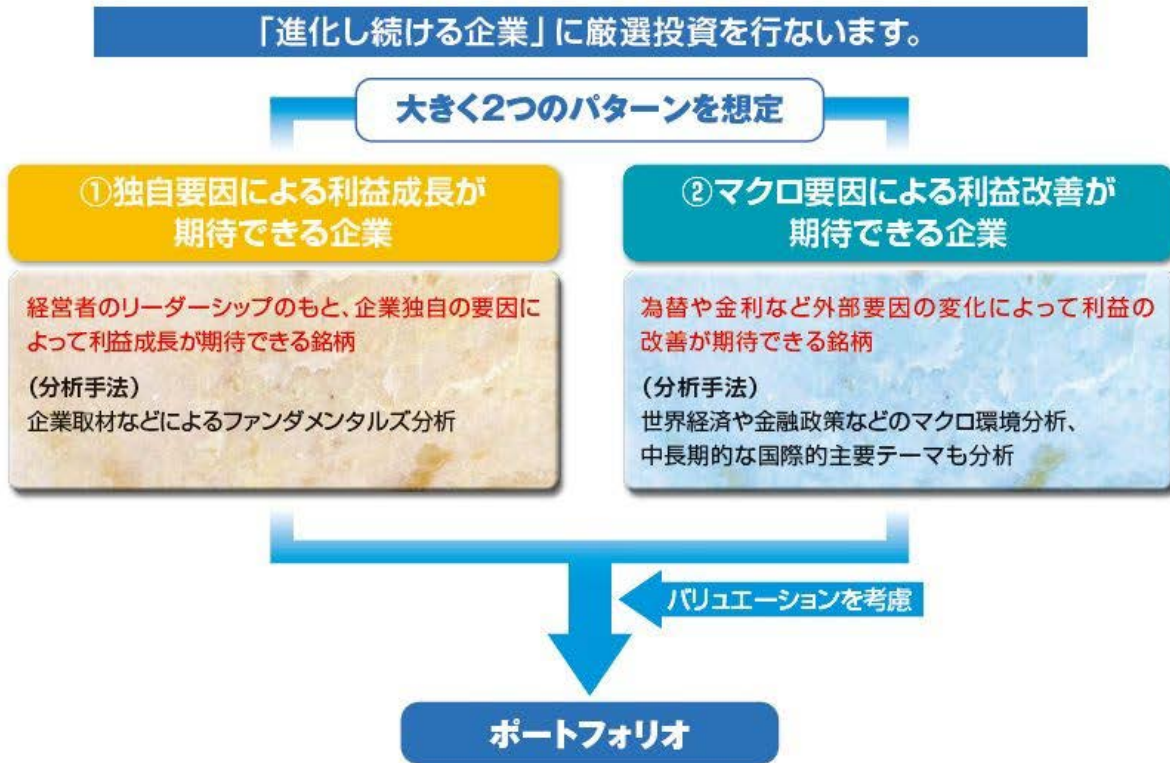 「進化し続ける企業」に厳選投資を行ないます。
大きく2つのパターンを想定
①独自要因による利益成長が
期待できる企業
経営者のリーダーシップのもと、企業独自の要因に
よって利益成長が期待できる銘柄
(分析手法)
企業取材などによるファンダメンタルズ分析
②マクロ要因による利益改善が
期待できる企業
為替や金利など外部要因の変化によって利益の
改善が期待できる銘柄
(分析手法)
世界経済や金融政策などのマクロ環境分析、
中長期的な国際的主要テーマも分析
バリュエーションを考慮
ポートフォリオ